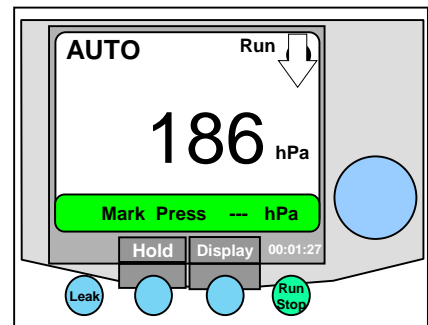 AUTO Run
186 hPa
Mark Press --- hPa
Hold Display 00:01:27
Leak
Run
Stop